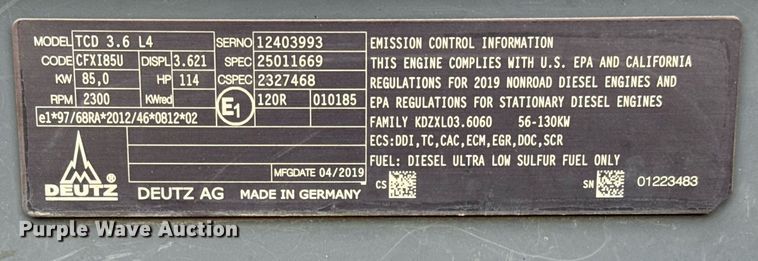 MODEL TCD 3.6 L4 SERNO 12403993
CODE CFXI85U DISPL 3.621 SPEC 25011669
KW 85,0 HP 114 CSPEC 2327468
RPM 2300 KWred E1 120R 010185
e1*97/68RA*2012/46*0812*02
MFGDATE 04/2019
DEUTZ ® DEUTZ AG MADE IN GERMANY
EMISSION CONTROL INFORMATION
THIS ENGINE COMPLIES WITH U.S. EPA AND CALIFORNIA
REGULATIONS FOR 2019 NONROAD DIESEL ENGINES AND
EPA REGULATIONS FOR STATIONARY DIESEL ENGINES
FAMILY KDZXL03.6060 56-130KW
ECS:DDI,TC,CAC,ECM,EGR,DOC,SCR
FUEL: DIESEL ULTRA LOW SULFUR FUEL ONLY
CS SN 01223483
Purple Wave Auction